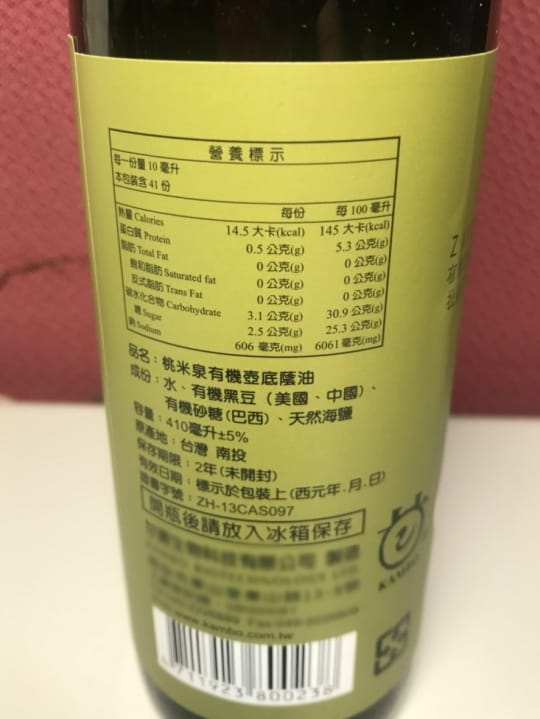 營養標示
每一份量 10 毫升
本包裝含 41 份
每份 每 100 毫升
熱量 Calories 14.5 大卡(kcal) 145 大卡(kcal)
蛋白質 Protein 0.5 公克(g) 5.3 公克(g)
脂肪 Total Fat 0 公克(g) 0 公克(g)
飽和脂肪 Saturated fat 0 公克(g) 0 公克(g)
反式脂肪 Trans Fat 0 公克(g) 0 公克(g)
碳水化合物 Carbohydrate 3.1 公克(g) 30.9 公克(g)
糖 Sugar 2.5 公克(g) 25.3 公克(g)
鈉 Sodium 606 毫克(mg) 6061 毫克(mg)
品名：桃米泉有機壺底蔭油
成份：水、有機黑豆（美國、中國）、
有機砂糖(巴西)、天然海鹽
容量：410毫升±5%
原產地：台灣 南投
保存期限：2年(未開封)
有效日期：標示於包裝上(西元年.月.日)
證書字號：ZH-13CAS097
開瓶後請放入冰箱保存
KAMBO
www.kambo.com.tw
4 711923 800238